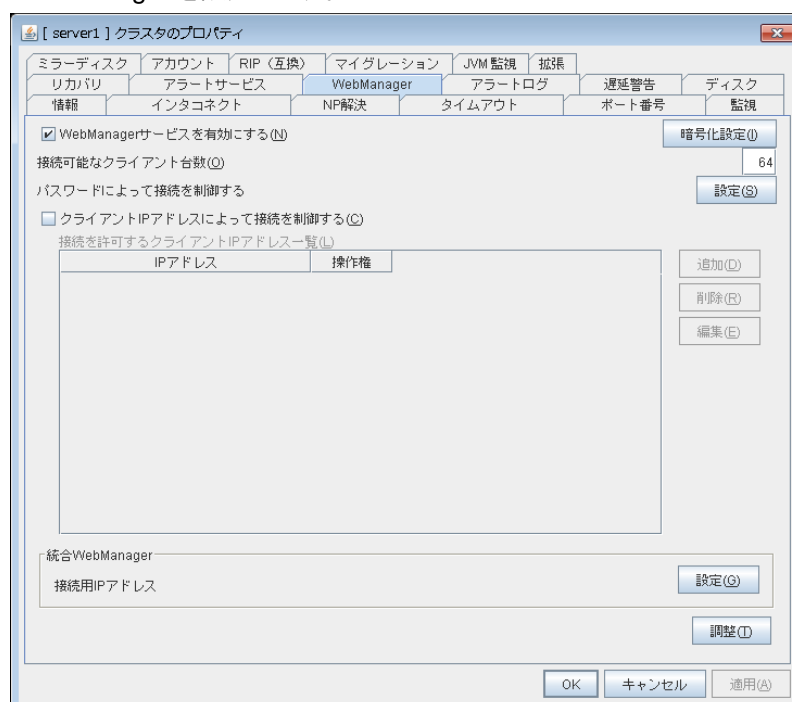 [ server1 ] クラスタのプロパティ
ミラーディスク アカウント RIP（互換） マイグレーション JVM 監視 拡張
リカバリ アラートサービス WebManager アラートログ 遅延警告 ディスク
情報 インタコネクト NP解決 タイムアウト ポート番号 監視
WebManagerサービスを有効にする(N) 暗号化設定(I)
接続可能なクライアント台数(O) 64
パスワードによって接続を制御する 設定(S)
クライアントIPアドレスによって接続を制御する(C)
接続を許可するクライアントIPアドレス一覧(L)
IPアドレス 操作権 追加(D)
削除(R)
編集(E)
統合WebManager
接続用IPアドレス 設定(G)
調整(T)
OK キャンセル 適用(A)